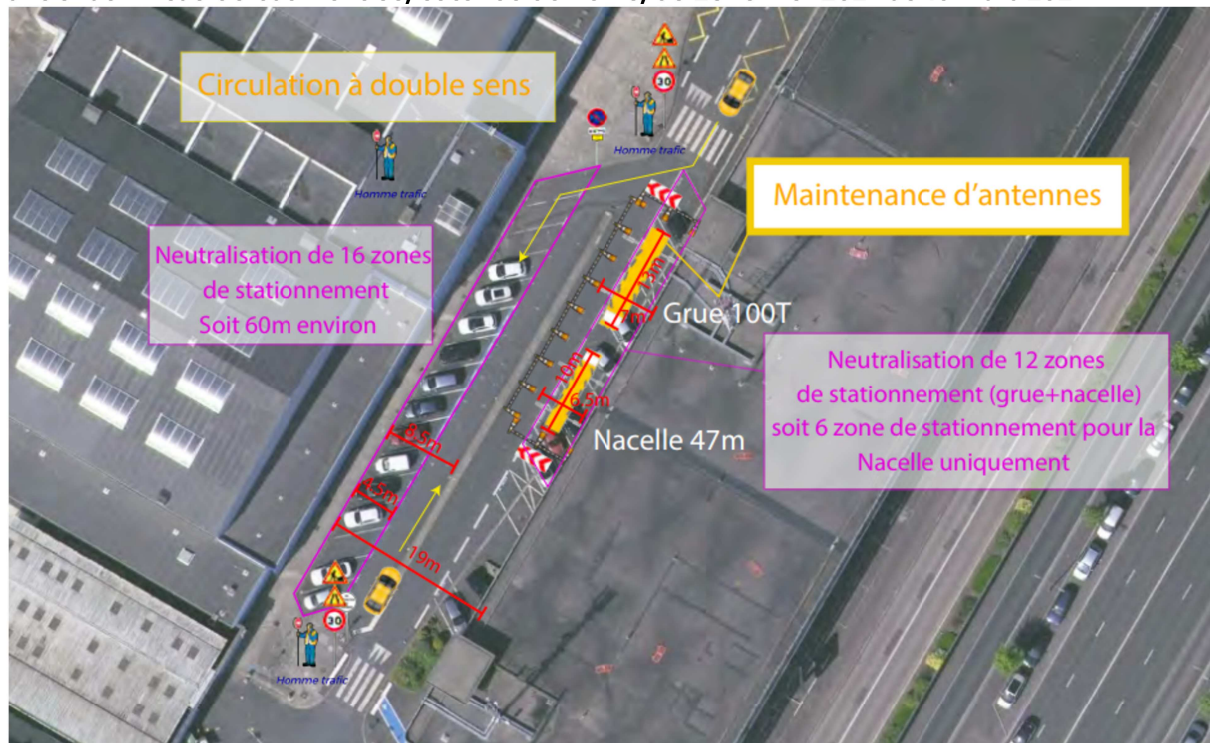 Circulation à double sens
30
Homme trafic
Homme trafic
Maintenance d'antennes
Neutralisation de 16 zones
de stationnement
Soit 60m environ
13m
7m
Grue 100T
10m
6,5m
Nacelle 47m
Neutralisation de 12 zones
de stationnement (grue+nacelle)
soit 6 zone de stationnement pour la
Nacelle uniquement
8,5m
4,5m
19m
30
Homme trafic